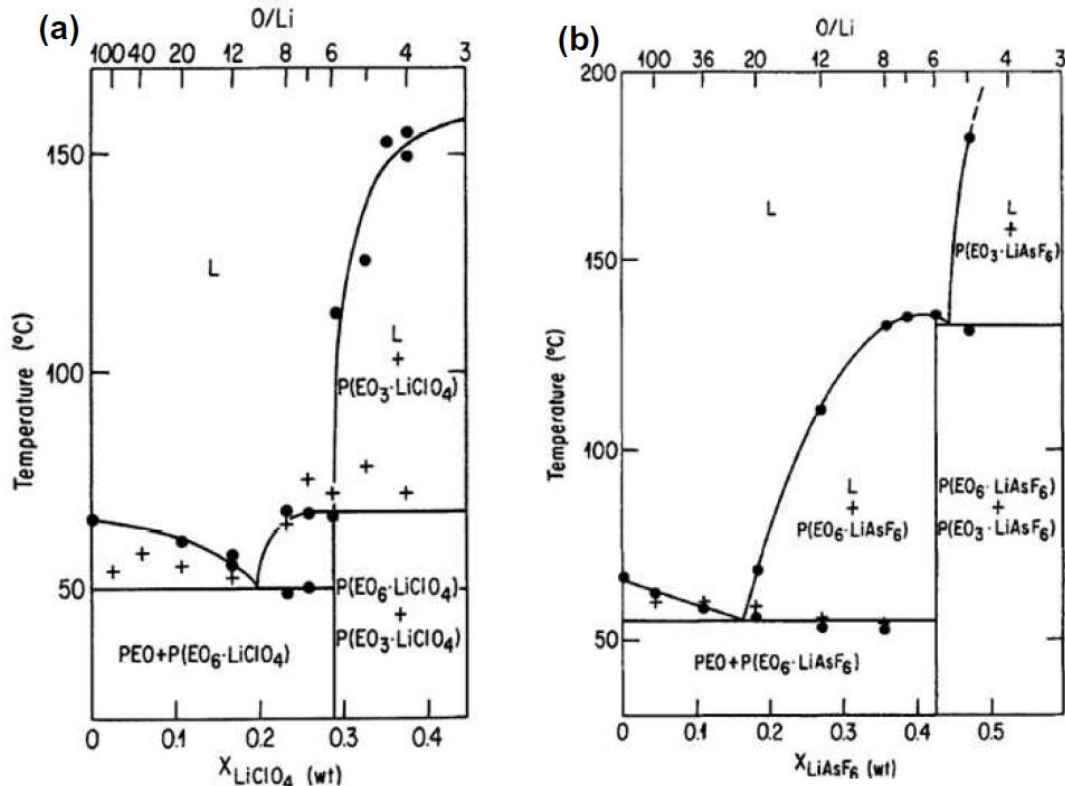 (a)
O/Li
100 40 20 12 8 6 4 3
Temperature (°C)
150
100
50
L
L
+
P(EO₃·LiClO₄)
P(EO₆·LiClO₄)
+
P(EO₃·LiClO₄)
PEO+P(EO₆·LiClO₄)
0 0.1 0.2 0.3 0.4
X_LiClO₄ (wt)
(b)
O/Li
100 36 20 12 8 6 4 3
Temperature (°C)
200
150
100
50
L
L
+
P(EO₃·LiAsF₆)
L
+
P(EO₆·LiAsF₆)
P(EO₆·LiAsF₆)
+
P(EO₃·LiAsF₆)
PEO+P(EO₆·LiAsF₆)
0 0.1 0.2 0.3 0.4 0.5
X_LiAsF₆ (wt)